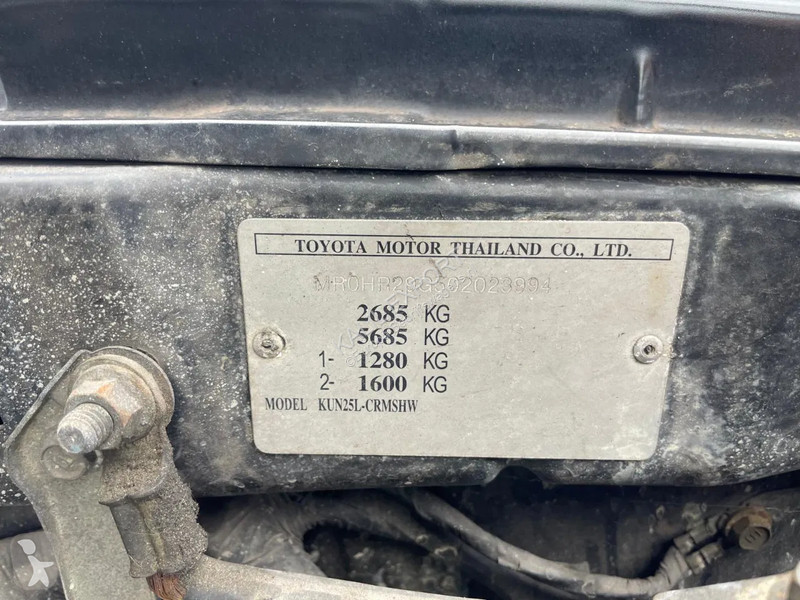 TOYOTA MOTOR THAILAND CO., LTD.
2685 KG
5685 KG
1- 1280 KG
2- 1600 KG
MODEL KUN25L-CRMSHW